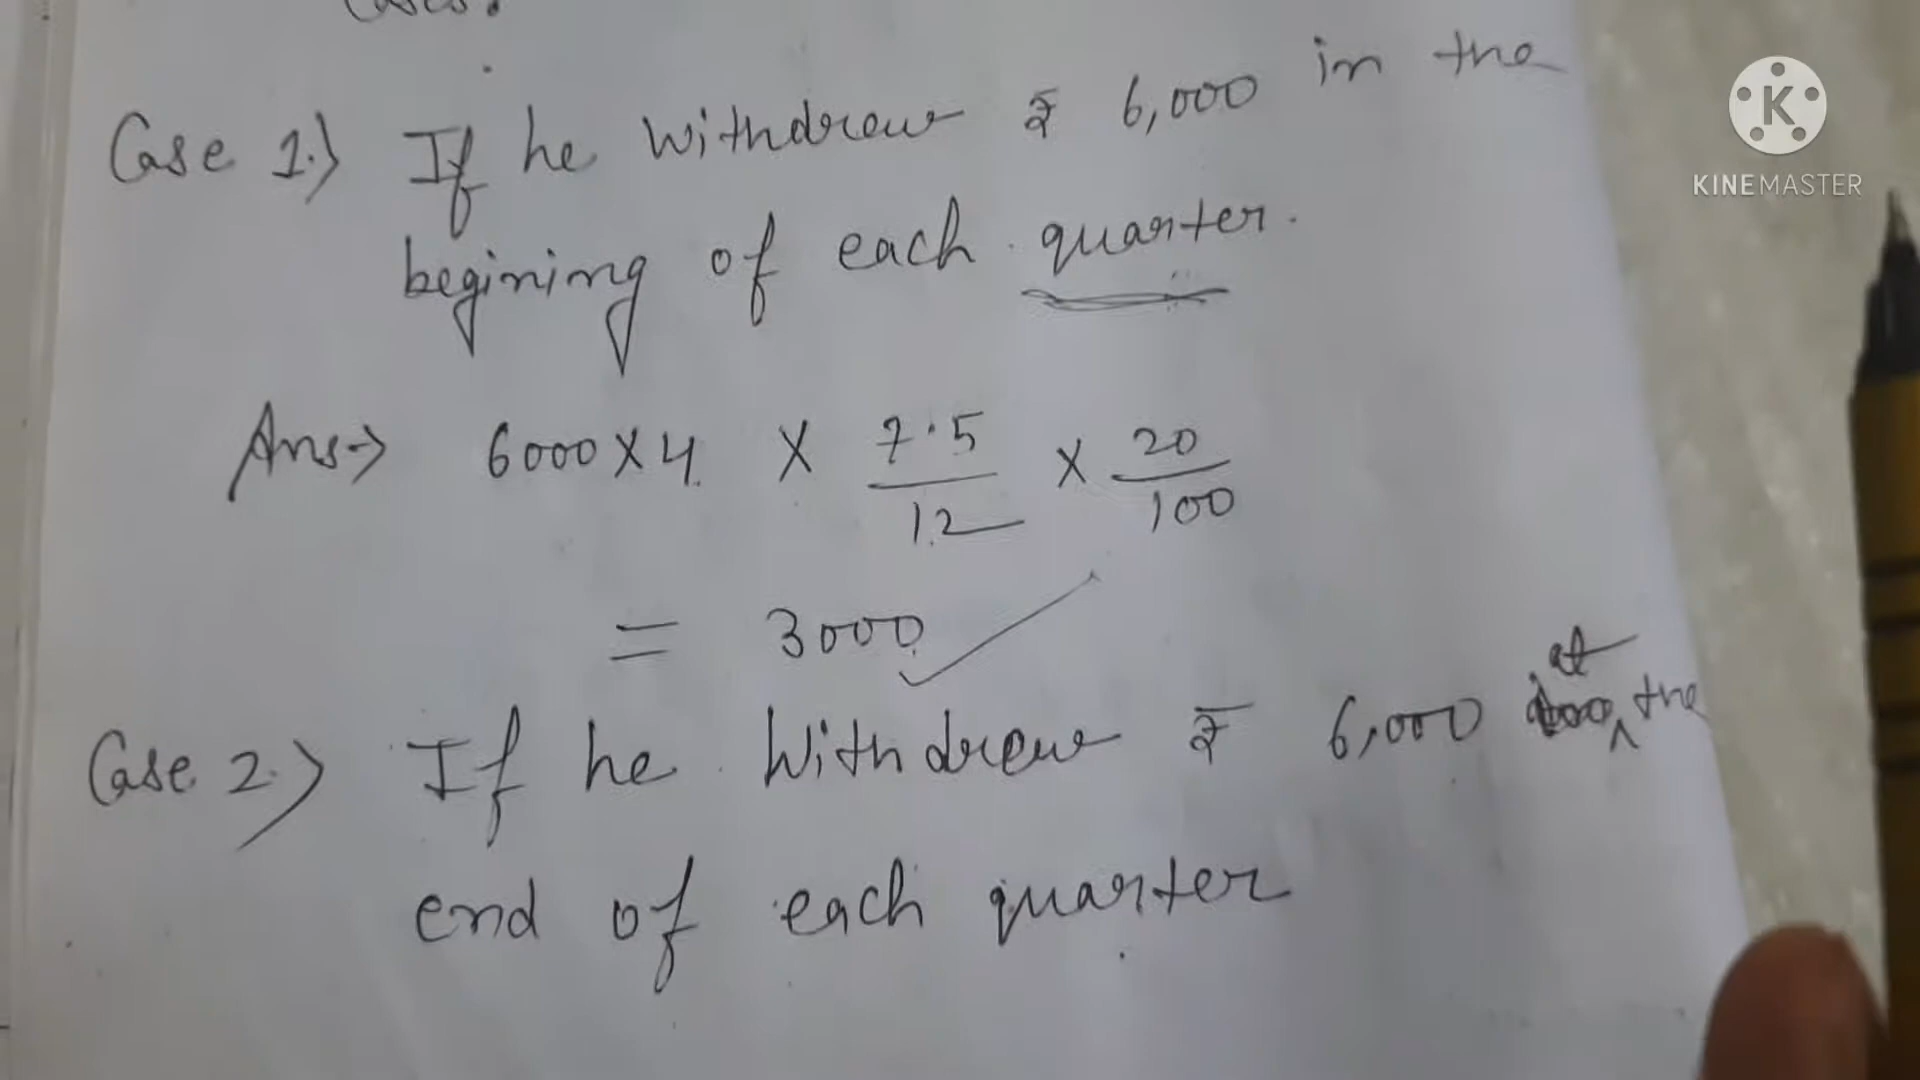 Cases.
Case 1.) If he withdrew ₹ 6,000 in the
begining of each quarter.
Ans→ 6000 X 4 X 7.5/12 X 20/100
= 3000
Case 2.) If he withdrew ₹ 6,000 at the
end of each quarter
K
KINEMASTER